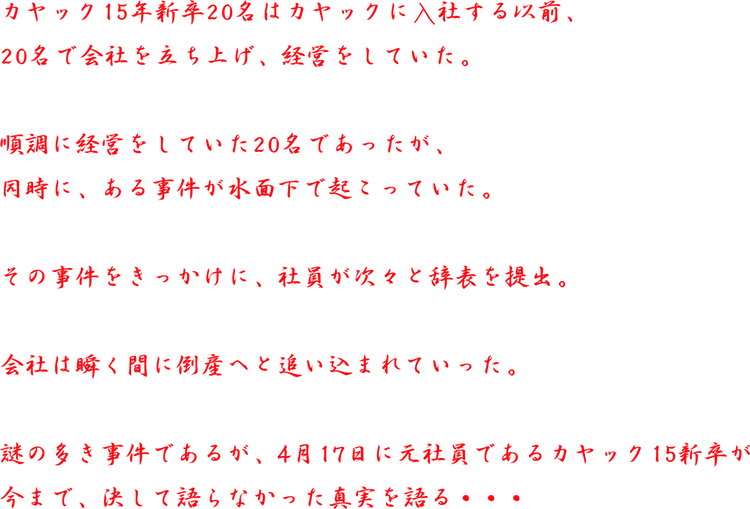 カヤック15年新卒20名はカヤックに入社する以前、
20名で会社を立ち上げ、経営をしていた。
順調に経営をしていた20名であったが、
同時に、ある事件が水面下で起こっていた。
その事件をきっかけに、社員が次々と辞表を提出。
会社は瞬く間に倒産へと追い込まれていった。
謎の多き事件であるが、4月17日に元社員であるカヤック15新卒が
今まで、決して語らなかった真実を語る・・・